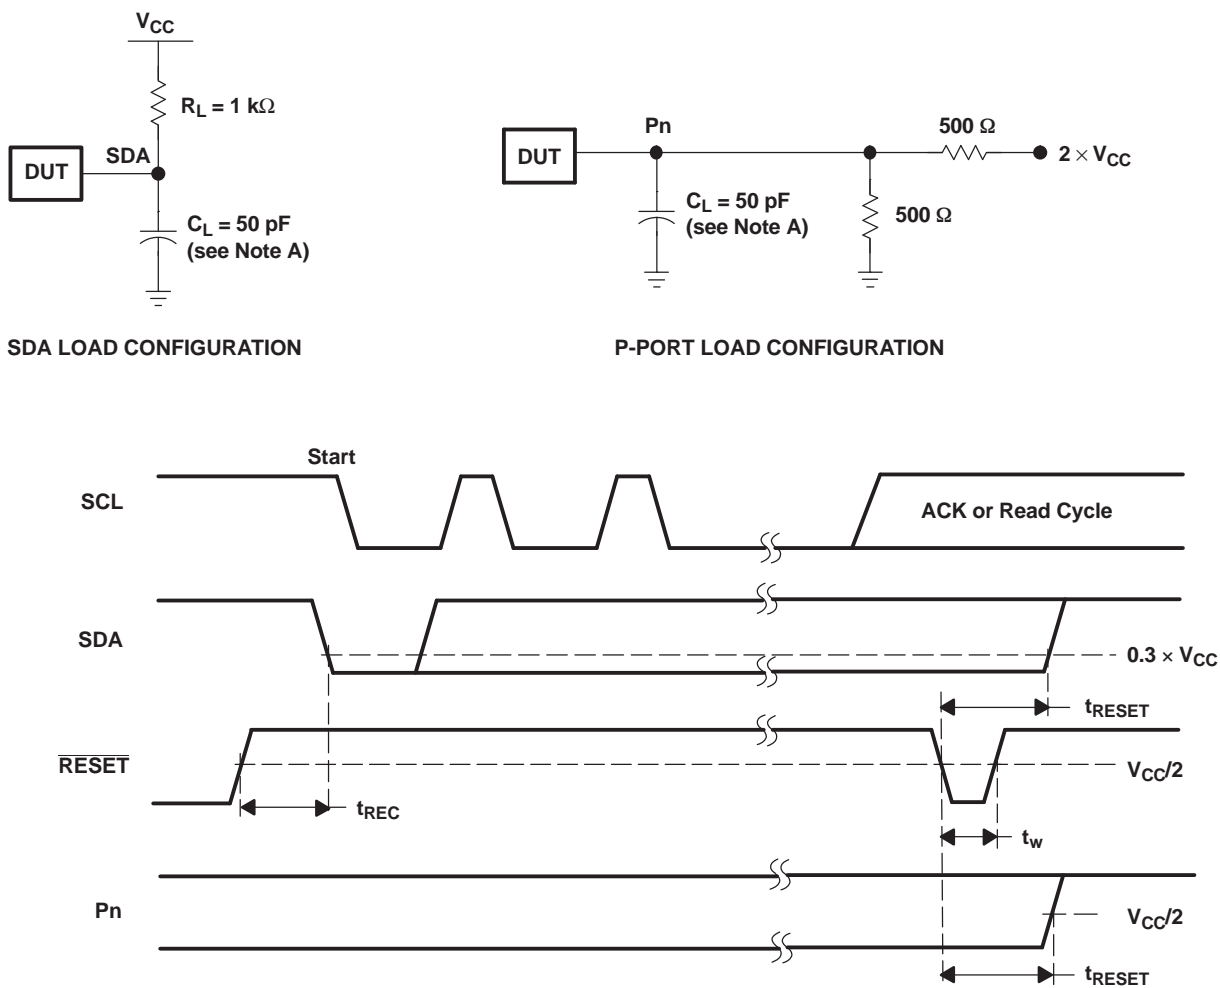 VCC
RL = 1 kΩ
DUT
SDA
CL = 50 pF
(see Note A)
SDA LOAD CONFIGURATION
DUT
Pn
500 Ω
2 × VCC
CL = 50 pF
(see Note A)
500 Ω
P-PORT LOAD CONFIGURATION
Start
SCL
ACK or Read Cycle
SDA
0.3 × VCC
tRESET
RESET
VCC/2
tREC
tw
Pn
VCC/2
tRESET